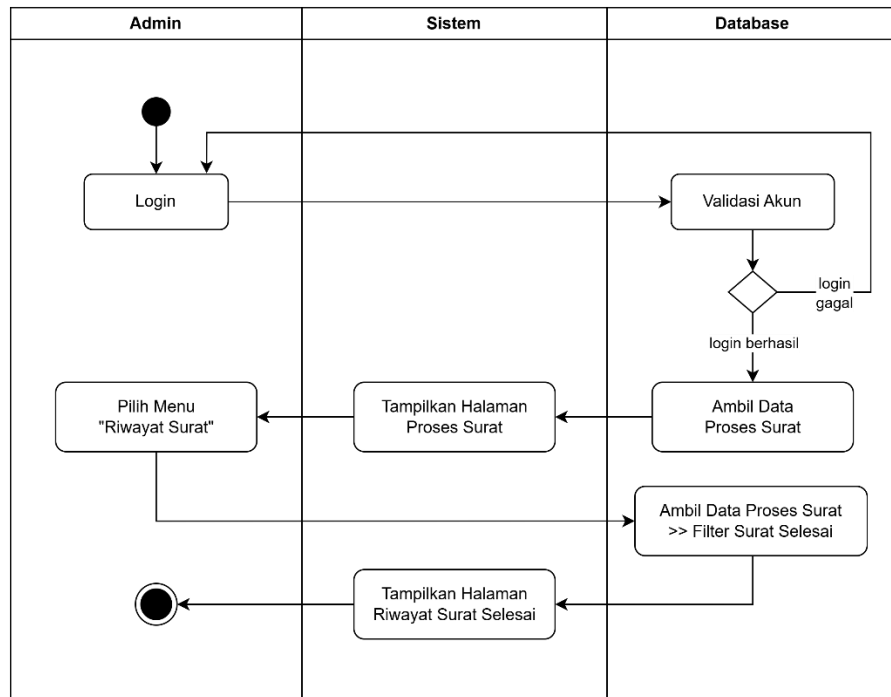 Admin
Sistem
Database
Login
Validasi Akun
login
gagal
login berhasil
Pilih Menu
"Riwayat Surat"
Tampilkan Halaman
Proses Surat
Ambil Data
Proses Surat
Ambil Data Proses Surat
>> Filter Surat Selesai
Tampilkan Halaman
Riwayat Surat Selesai